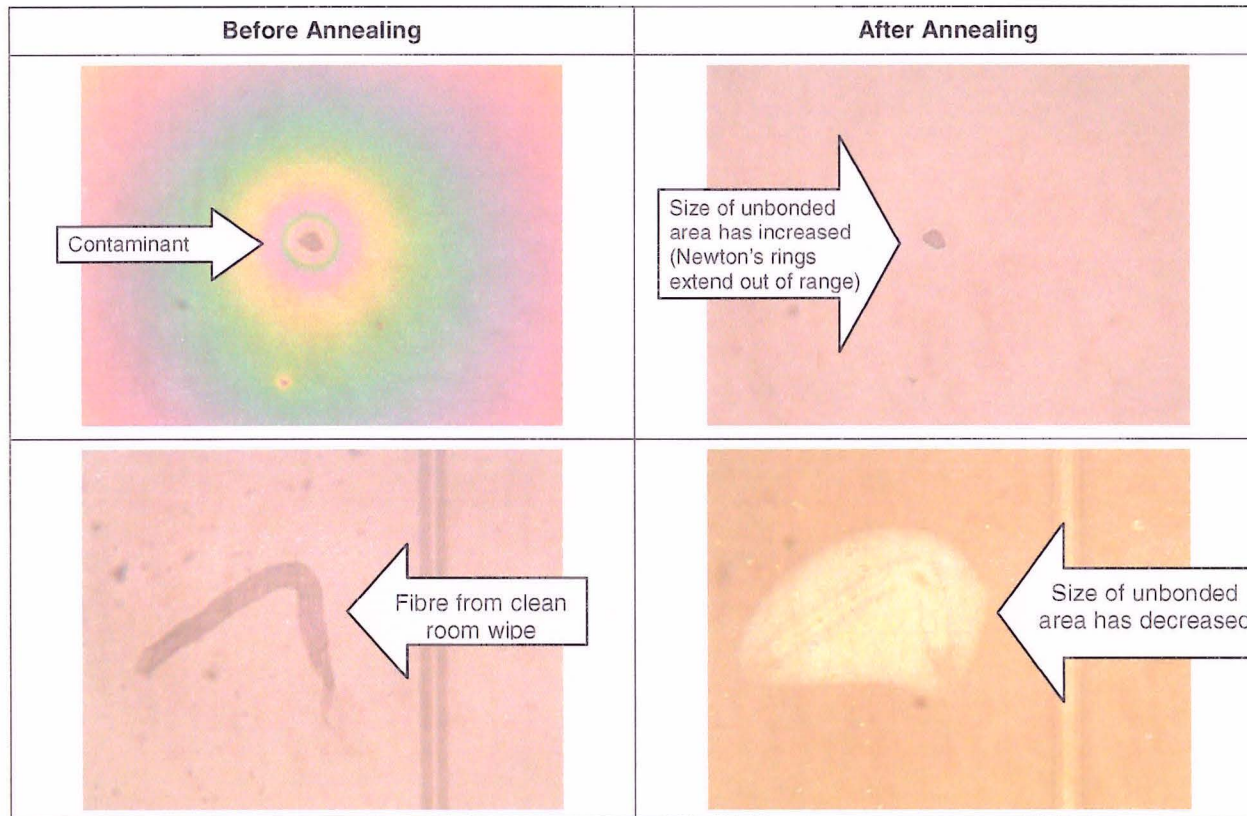 Before Annealing
After Annealing
Contaminant
Size of unbonded
area has increased
(Newton's rings
extend out of range)
Fibre from clean
room wipe
Size of unbonded
area has decreased